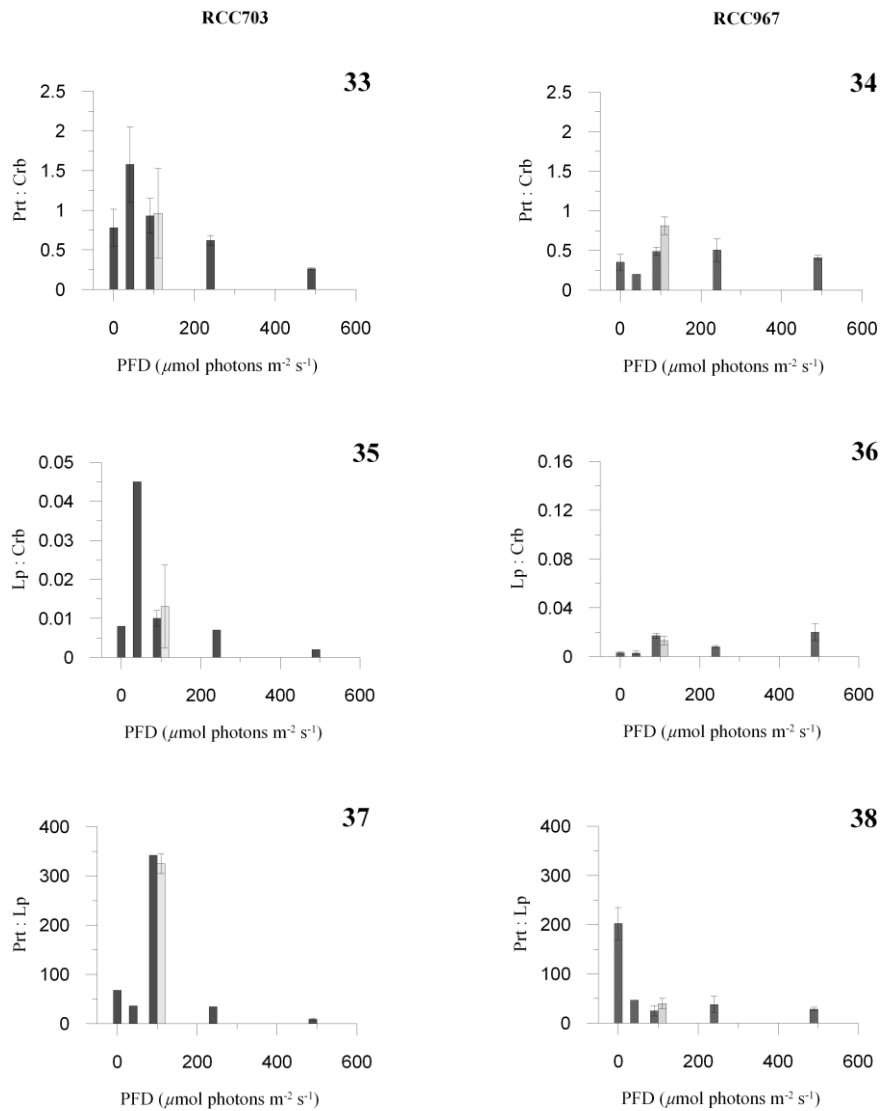 RCC703
RCC967
33
2.5
2
1.5
1
0.5
0
Prt : Crb
0 200 400 600
PFD (μmol photons m⁻² s⁻¹)
34
2.5
2
1.5
1
0.5
0
Prt : Crb
0 200 400 600
PFD (μmol photons m⁻² s⁻¹)
35
0.05
0.04
0.03
0.02
0.01
0
Lp : Crb
0 200 400 600
PFD (μmol photons m⁻² s⁻¹)
36
0.16
0.12
0.08
0.04
0
Lp : Crb
0 200 400 600
PFD (μmol photons m⁻² s⁻¹)
37
400
300
200
100
0
Prt : Lp
0 200 400 600
PFD (μmol photons m⁻² s⁻¹)
38
400
300
200
100
0
Prt : Lp
0 200 400 600
PFD (μmol photons m⁻² s⁻¹)